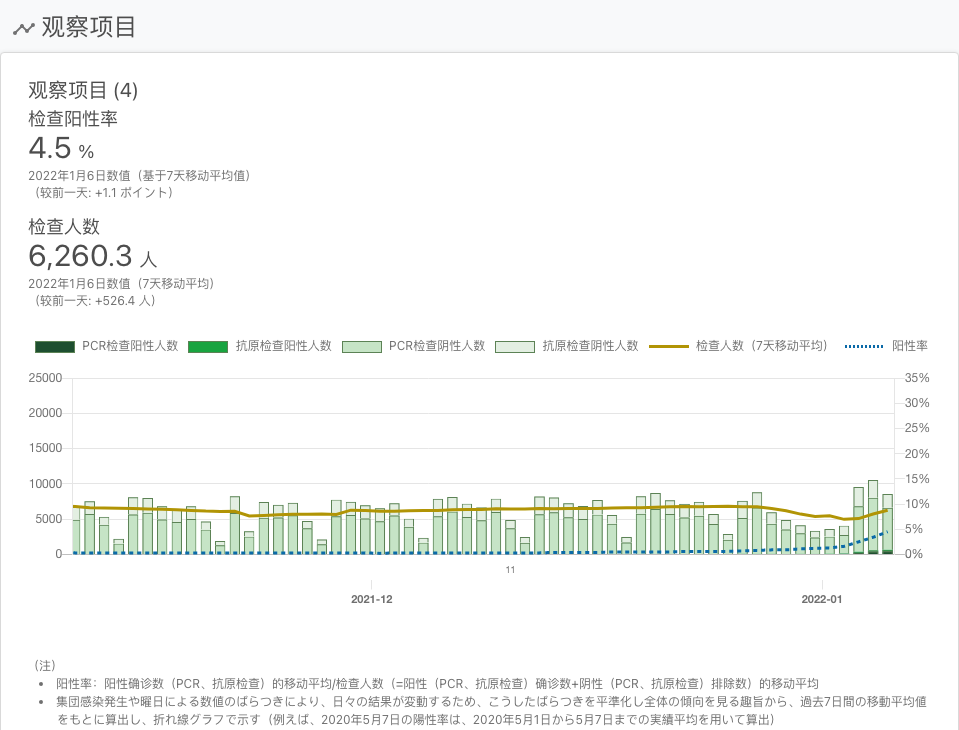 观察项目
观察项目 (4)
检查阳性率
4.5 %
2022年1月6日数值（基于7天移动平均值）
（较前一天: +1.1 ポイント）
检查人数
6,260.3 人
2022年1月6日数值（7天移动平均）
（较前一天: +526.4 人）
PCR检查阳性人数 抗原检查阳性人数 PCR检查阴性人数 抗原检查阴性人数 检查人数（7天移动平均） 阳性率
25000 35%
30%
20000
25%
15000 20%
15%
10000
10%
5000
5%
0 0%
11
2021-12 2022-01
（注）
• 阳性率：阳性确诊数（PCR、抗原检查）的移动平均/检查人数（=阳性（PCR、抗原检查）确诊数+阴性（PCR、抗原检查）排除数）的移动平均
• 集団感染発生や曜日による数値のばらつきにより、日々の結果が変動するため、こうしたばらつきを平準化し全体の傾向を見る趣旨から、過去7日間の移動平均値
をもとに算出し、折れ線グラフで示す（例えば、2020年5月7日の陽性率は、2020年5月1日から5月7日までの実績平均を用いて算出）